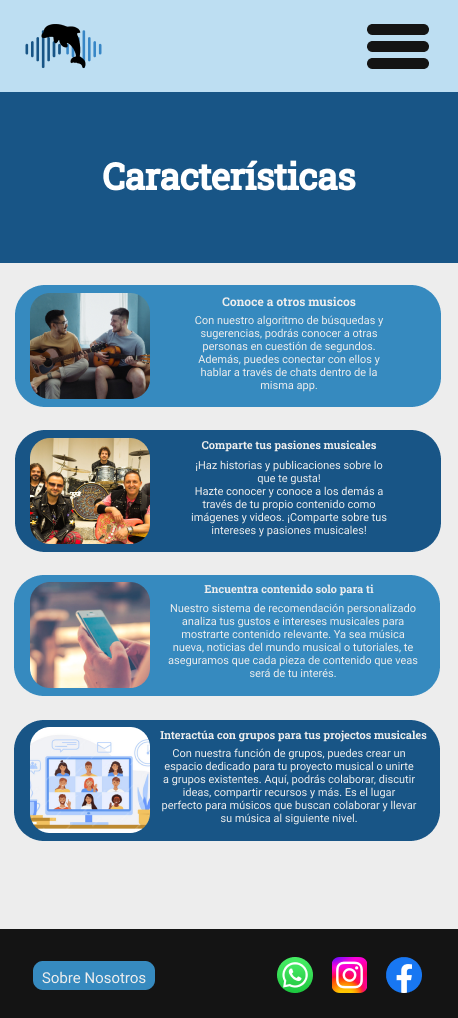 Características
Conoce a otros musicos
Con nuestro algoritmo de búsquedas y
sugerencias, podrás conocer a otras
personas en cuestión de segundos.
Además, puedes conectar con ellos y
hablar a través de chats dentro de la
misma app.
Comparte tus pasiones musicales
¡Haz historias y publicaciones sobre lo
que te gusta!
Hazte conocer y conoce a los demás a
través de tu propio contenido como
imágenes y videos. ¡Comparte sobre tus
intereses y pasiones musicales!
Encuentra contenido solo para ti
Nuestro sistema de recomendación personalizado
analiza tus gustos e intereses musicales para
mostrarte contenido relevante. Ya sea música
nueva, noticias del mundo musical o tutoriales, te
aseguramos que cada pieza de contenido que veas
será de tu interés.
Interactúa con grupos para tus projectos musicales
Con nuestra función de grupos, puedes crear un
espacio dedicado para tu proyecto musical o unirte
a grupos existentes. Aquí, podrás colaborar, discutir
ideas, compartir recursos y más. Es el lugar
perfecto para músicos que buscan colaborar y llevar
su música al siguiente nivel.
Sobre Nosotros